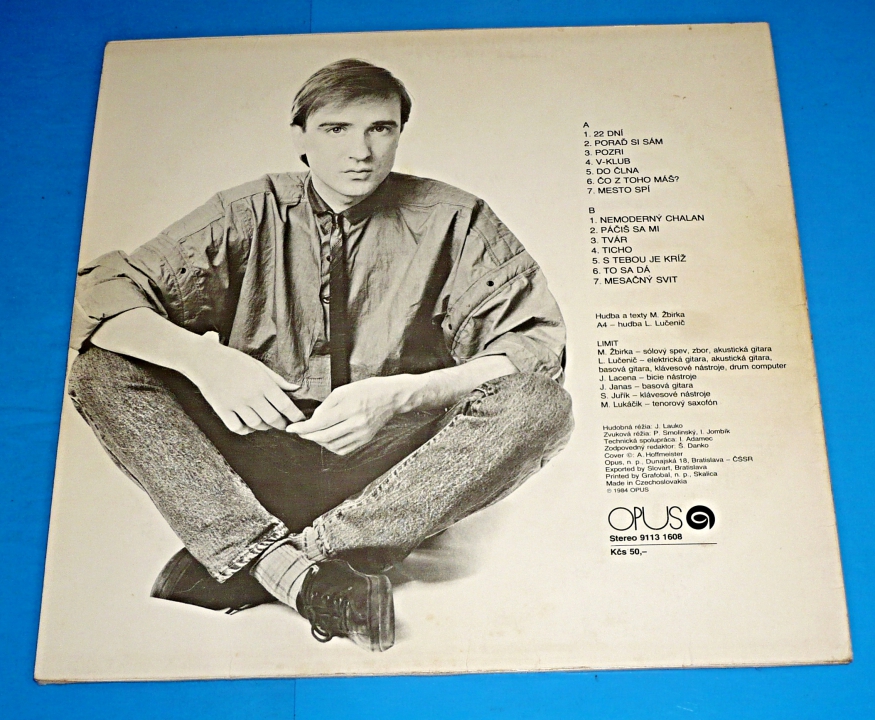 A
1. 22 DNÍ
2. PORAĎ SI SÁM
3. POZRI
4. V-KLUB
5. DO ČLNA
6. ČO Z TOHO MÁŠ?
7. MESTO SPÍ
B
1. NEMODERNÝ CHALAN
2. PÁČIŠ SA MI
3. TVÁR
4. TICHO
5. S TEBOU JE KRÍŽ
6. TO SA DÁ
7. MESAČNÝ SVIT
Hudba a texty M. Žbirka
A4 – hudba L. Lučenič
LIMIT
M. Žbirka – sólový spev, zbor, akustická gitara
L. Lučenič – elektrická gitara, akustická gitara,
basová gitara, klávesové nástroje, drum computer
J. Lacena – bicie nástroje
J. Janas – basová gitara
S. Juřík – klávesové nástroje
M. Lukáčik – tenorový saxofón
Hudobná réžia: J. Lauko
Zvuková réžia: P. Smolinský, I. Jombík
Technická spolupráca: I. Adamec
Zodpovedný redaktor: Š. Danko
Cover ©: A. Hoffmeister
Opus, n. p., Dunajská 18, Bratislava – ČSSR
Exported by Slovart, Bratislava
Printed by Grafobal, n. p., Skalica
Made in Czechoslovakia
℗ 1984 OPUS
OPUS
Stereo 9113 1608
Kčs 50,–